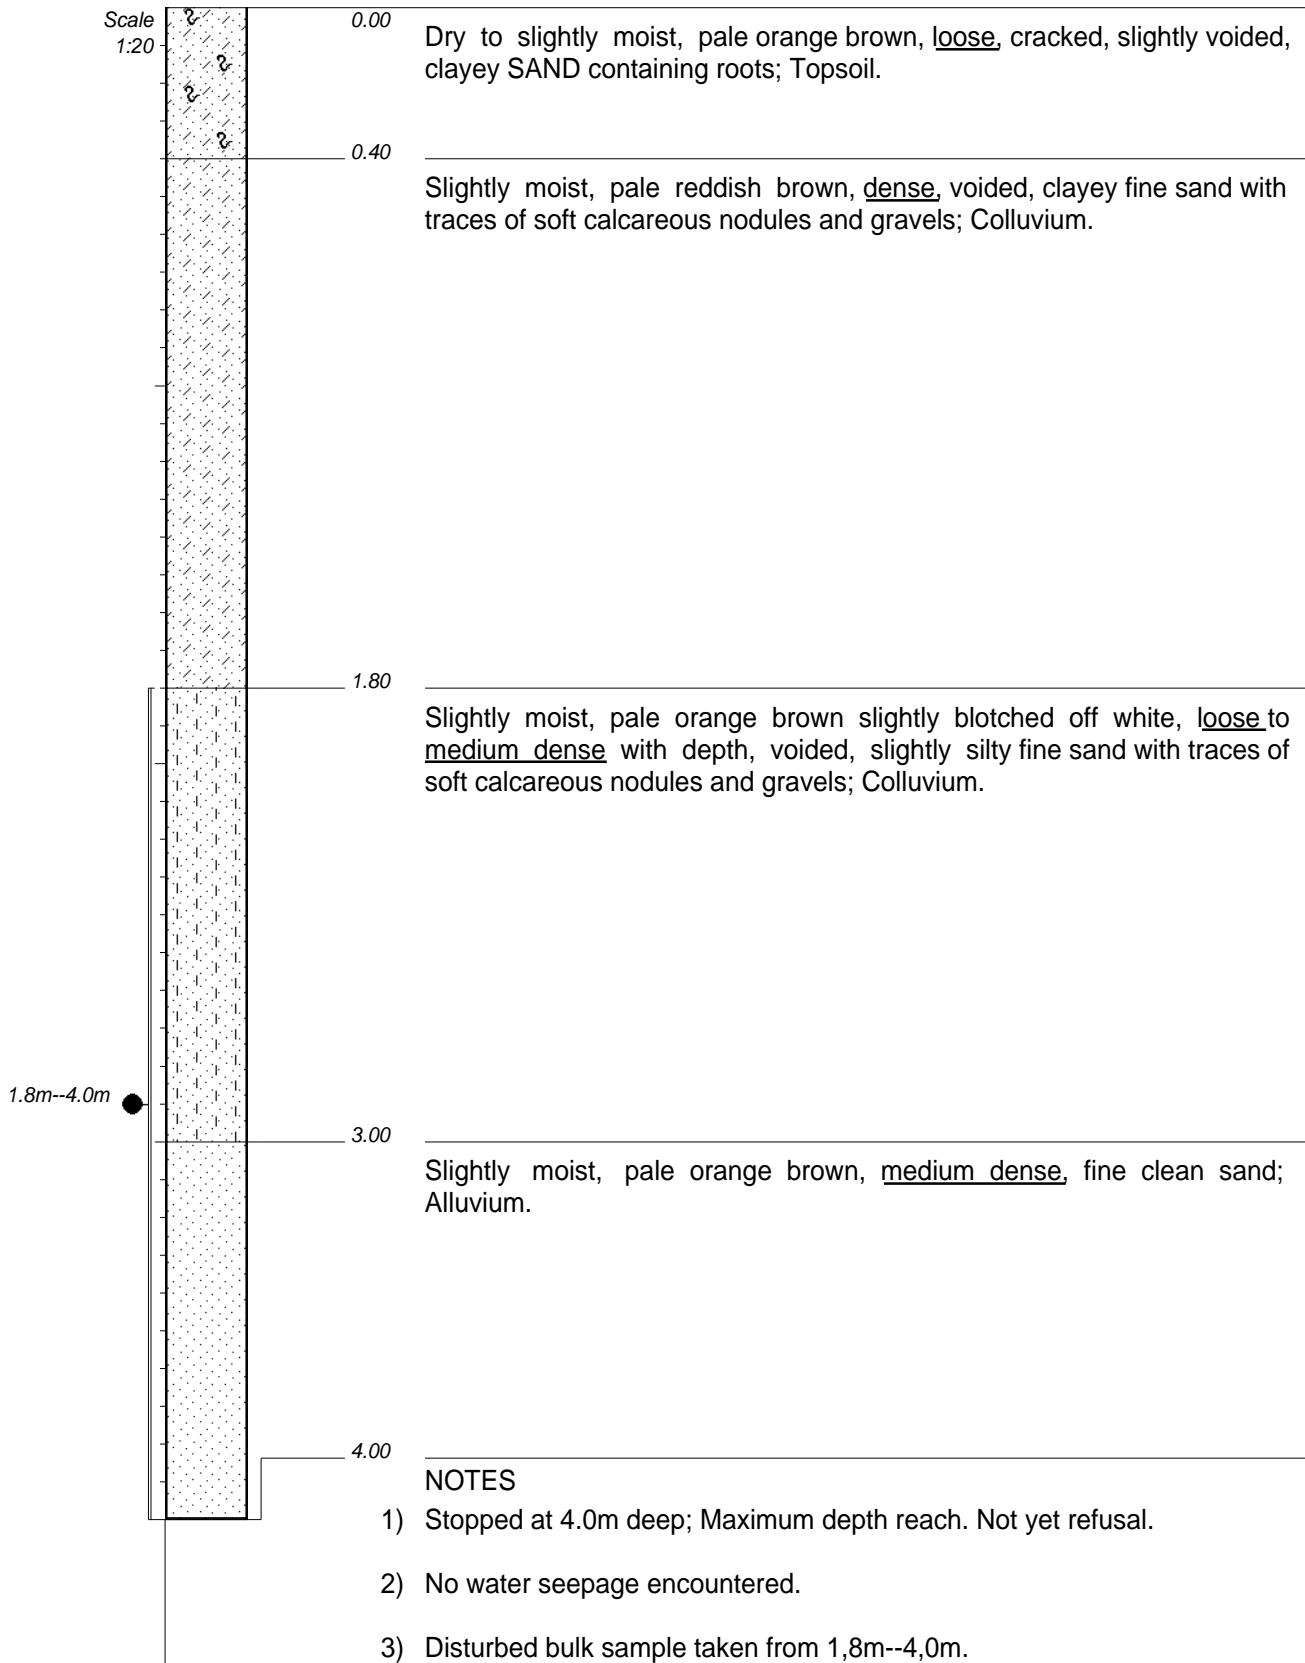 Scale
1:20
0.00
Dry to slightly moist, pale orange brown, loose, cracked, slightly voided,
clayey SAND containing roots; Topsoil.
0.40
Slightly moist, pale reddish brown, dense, voided, clayey fine sand with
traces of soft calcareous nodules and gravels; Colluvium.
1.80
Slightly moist, pale orange brown slightly blotched off white, loose to
medium dense with depth, voided, slightly silty fine sand with traces of
soft calcareous nodules and gravels; Colluvium.
1.8m--4.0m
3.00
Slightly moist, pale orange brown, medium dense, fine clean sand;
Alluvium.
4.00
NOTES
1) Stopped at 4.0m deep; Maximum depth reach. Not yet refusal.
2) No water seepage encountered.
3) Disturbed bulk sample taken from 1,8m--4,0m.